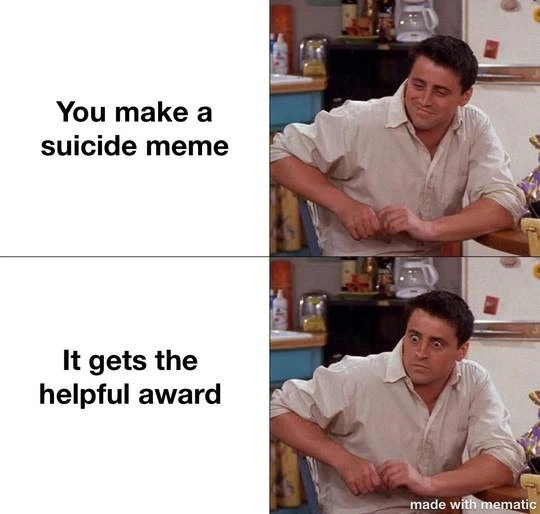 You make a
suicide meme
It gets the
helpful award
made with mematic